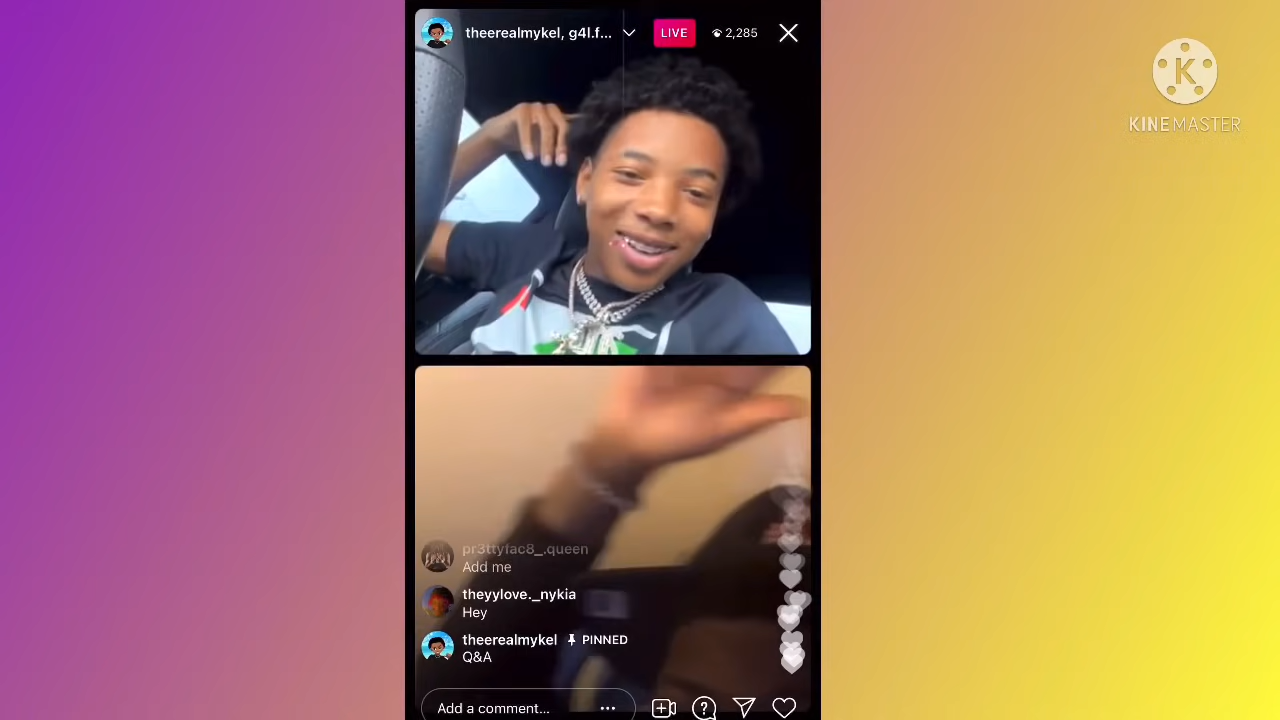 theerealmykel, g4l.f...
LIVE
2,285
KINEMASTER
K
pr3ttyfac8_.queen
Add me
theyylove._nykia
Hey
theerealmykel PINNED
Q&A
Add a comment...